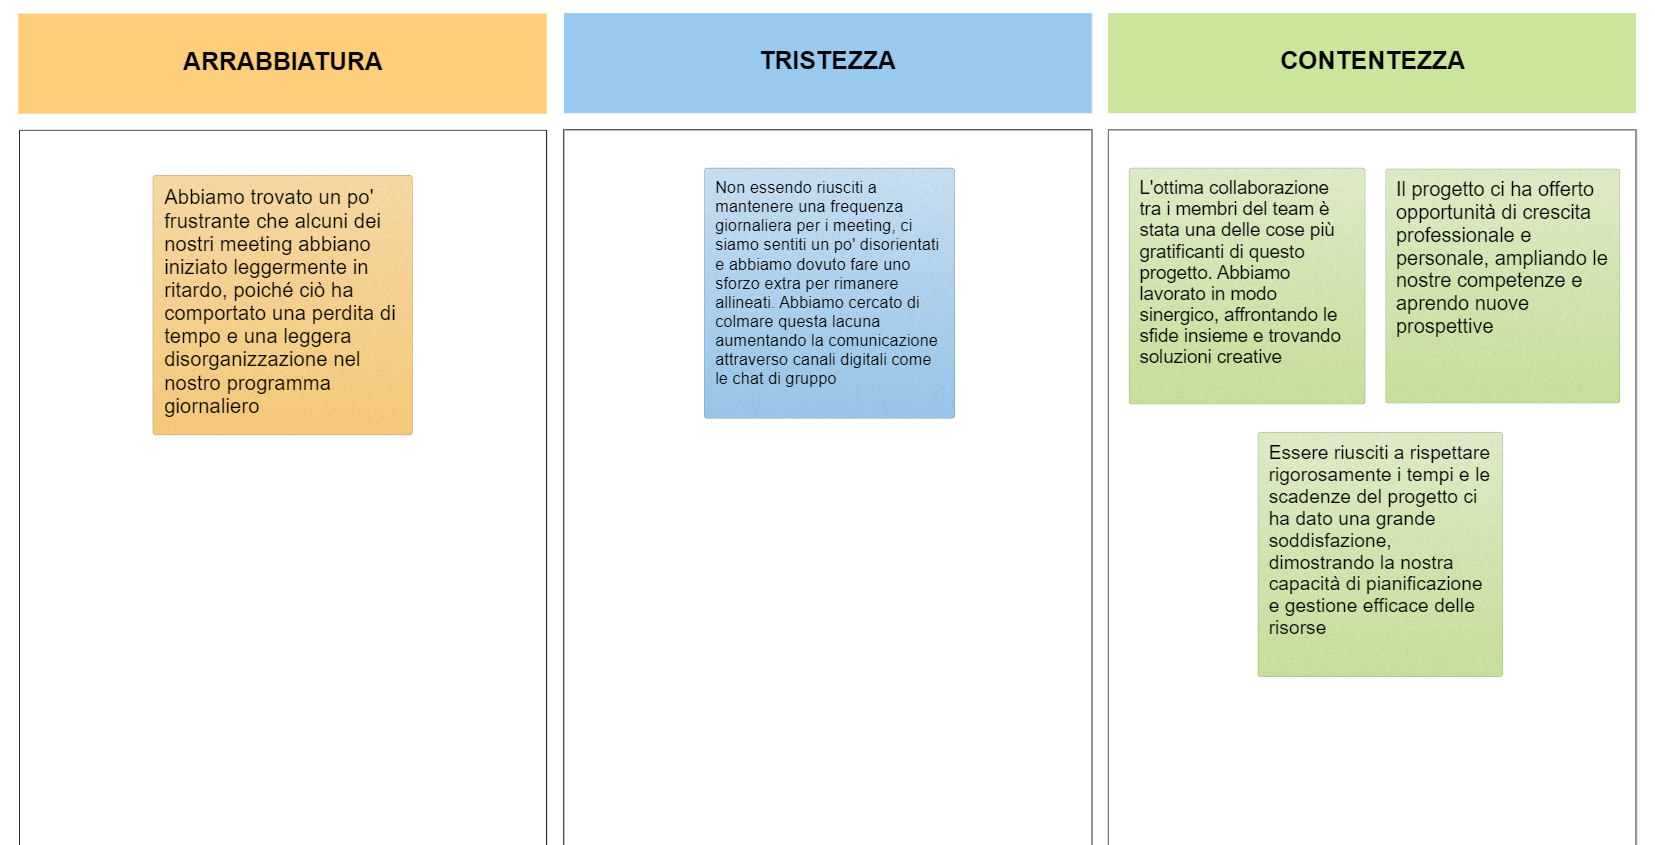 ARRABBIATURA
TRISTEZZA
CONTENTEZZA
Abbiamo trovato un po'
frustrante che alcuni dei
nostri meeting abbiano
iniziato leggermente in
ritardo, poiché ciò ha
comportato una perdita di
tempo e una leggera
disorganizzazione nel
nostro programma
giornaliero
Non essendo riusciti a
mantenere una frequenza
giornaliera per i meeting, ci
siamo sentiti un po' disorientati
e abbiamo dovuto fare uno
sforzo extra per rimanere
allineati. Abbiamo cercato di
colmare questa lacuna
aumentando la comunicazione
attraverso canali digitali come
le chat di gruppo
L'ottima collaborazione
tra i membri del team è
stata una delle cose più
gratificanti di questo
progetto. Abbiamo
lavorato in modo
sinergico, affrontando le
sfide insieme e trovando
soluzioni creative
Il progetto ci ha offerto
opportunità di crescita
professionale e
personale, ampliando le
nostre competenze e
aprendo nuove
prospettive
Essere riusciti a rispettare
rigorosamente i tempi e le
scadenze del progetto ci
ha dato una grande
soddisfazione,
dimostrando la nostra
capacità di pianificazione
e gestione efficace delle
risorse